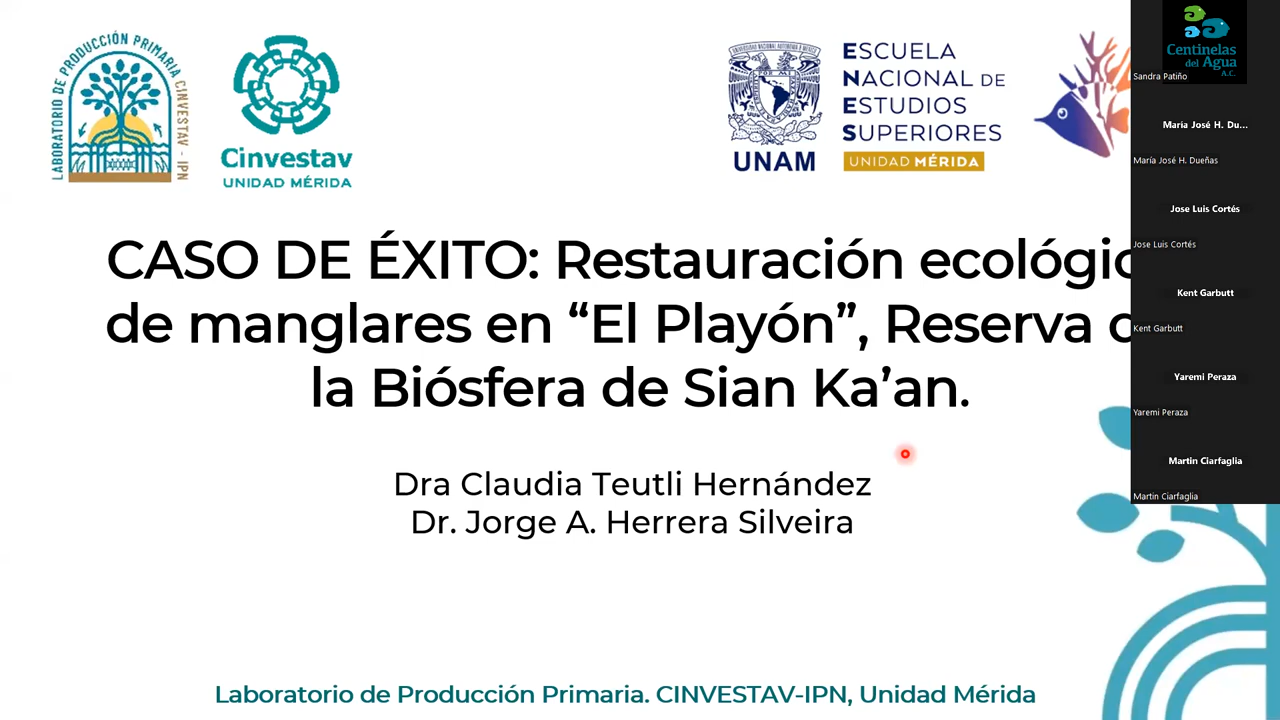 LABORATORIO DE PRODUCCIÓN PRIMARIA CINVESTAV - IPN
Cinvestav
UNIDAD MÉRIDA
UNAM
ESCUELA
NACIONAL DE
ESTUDIOS
SUPERIORES
UNIDAD MÉRIDA
CASO DE ÉXITO: Restauración ecológic
de manglares en “El Playón”, Reserva
la Biósfera de Sian Ka’an.
Dra Claudia Teutli Hernández
Dr. Jorge A. Herrera Silveira
Laboratorio de Producción Primaria. CINVESTAV-IPN, Unidad Mérida
Centinelas
del Agua
A.C.
Sandra Patiño
Maria José H. Du...
María José H. Dueñas
Jose Luis Cortés
Jose Luis Cortés
Kent Garbutt
Kent Garbutt
Yaremi Peraza
Yaremi Peraza
Martin Ciarfaglia
Martin Ciarfaglia